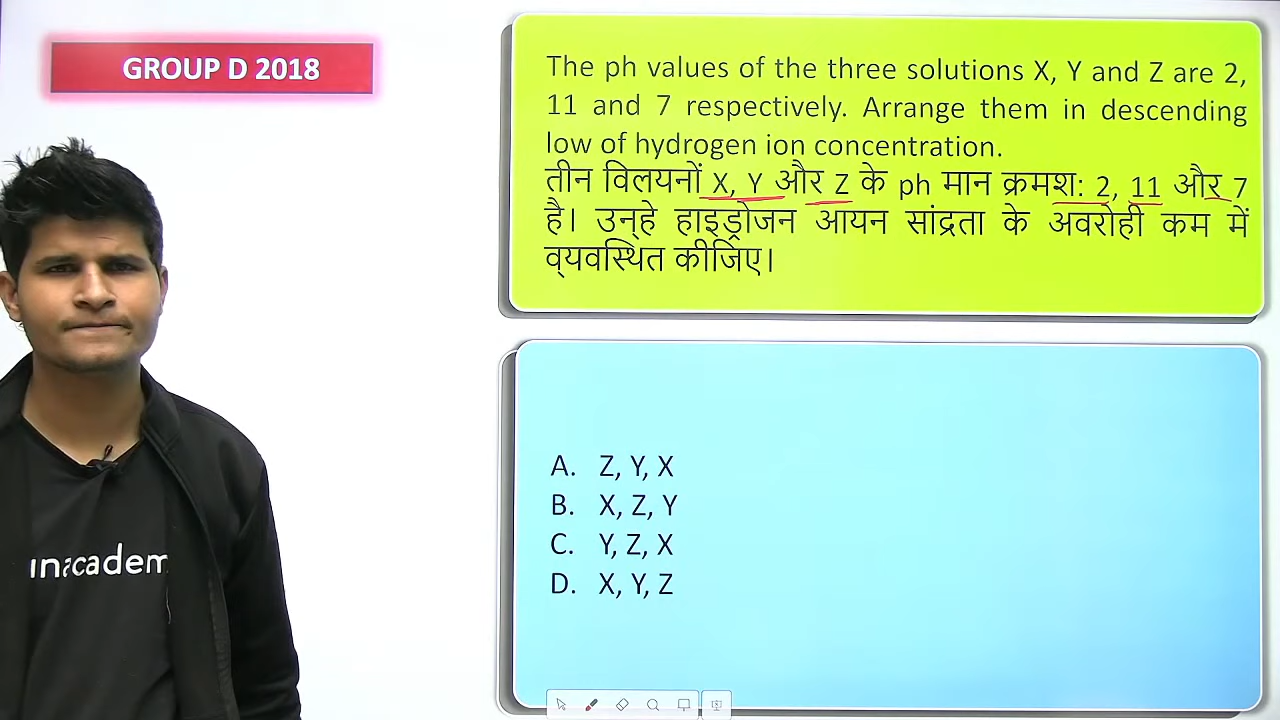 GROUP D 2018
The ph values of the three solutions X, Y and Z are 2,
11 and 7 respectively. Arrange them in descending
low of hydrogen ion concentration.
तीन विलयनों X, Y और Z के ph मान क्रमश: 2, 11 और 7
है। उन्हे हाइड्रोजन आयन सांद्रता के अवरोही कम में
व्यवस्थित कीजिए।
A. Z, Y, X
B. X, Z, Y
C. Y, Z, X
D. X, Y, Z
unacadem